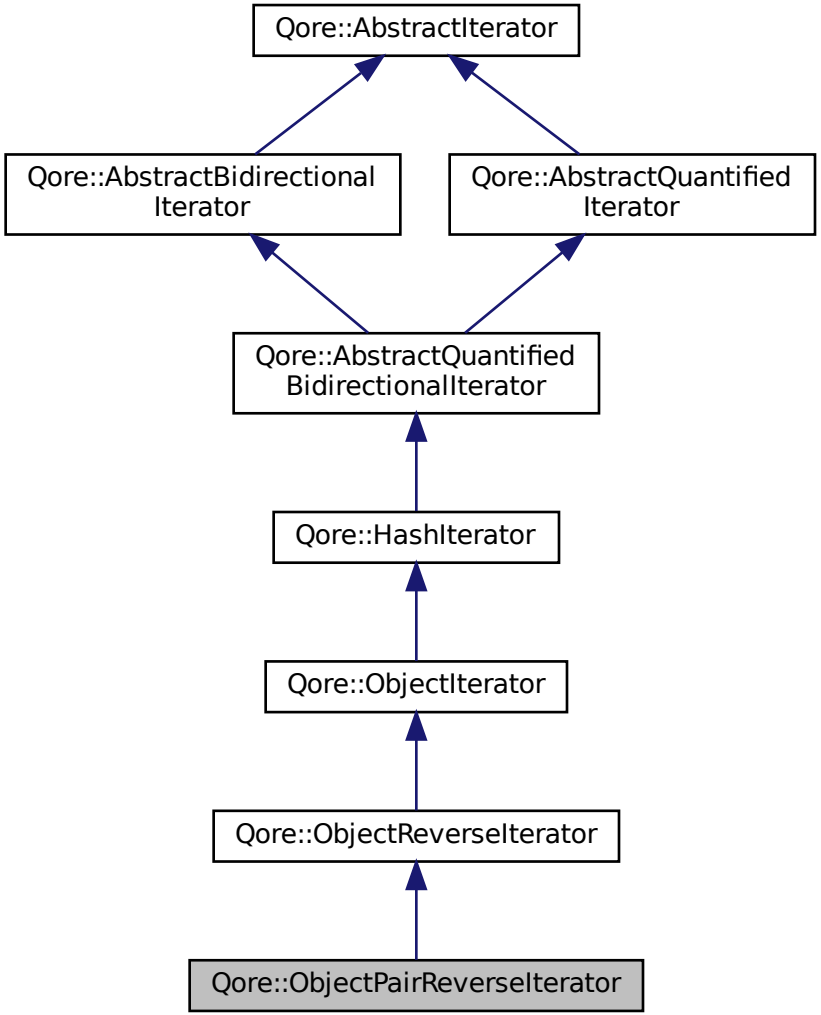 Qore::AbstractIterator
Qore::AbstractBidirectional
Iterator
Qore::AbstractQuantified
Iterator
Qore::AbstractQuantified
BidirectionalIterator
Qore::HashIterator
Qore::ObjectIterator
Qore::ObjectReverseIterator
Qore::ObjectPairReverseIterator